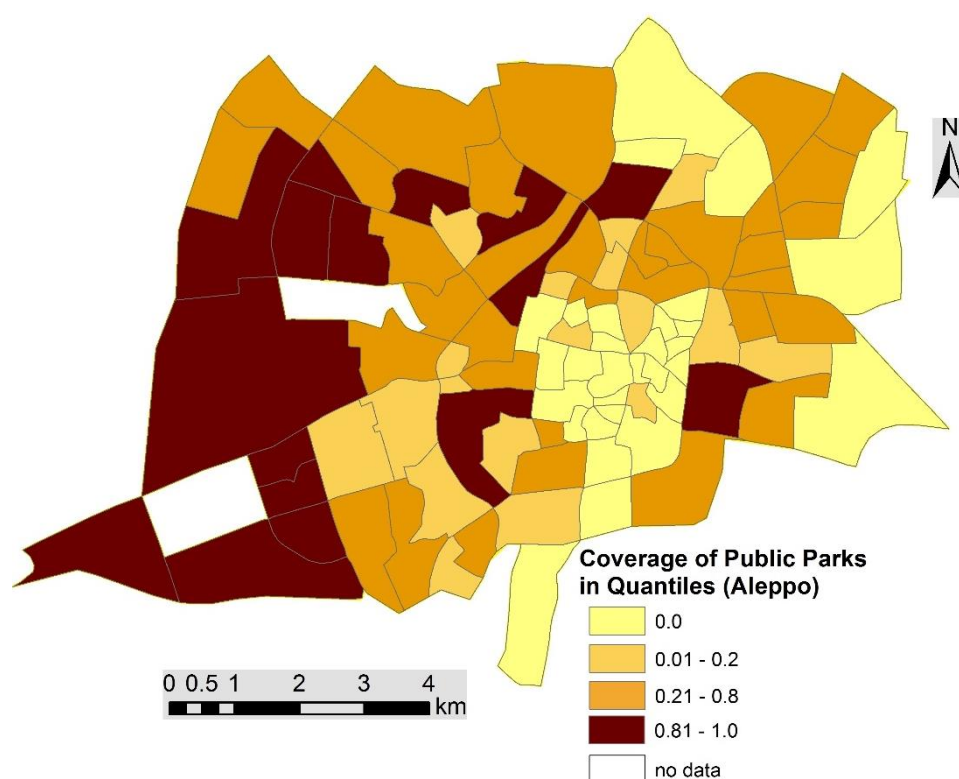 N
Coverage of Public Parks
in Quantiles (Aleppo)
0.0
0.01 - 0.2
0.21 - 0.8
0.81 - 1.0
no data
0 0.5 1 2 3 4
km